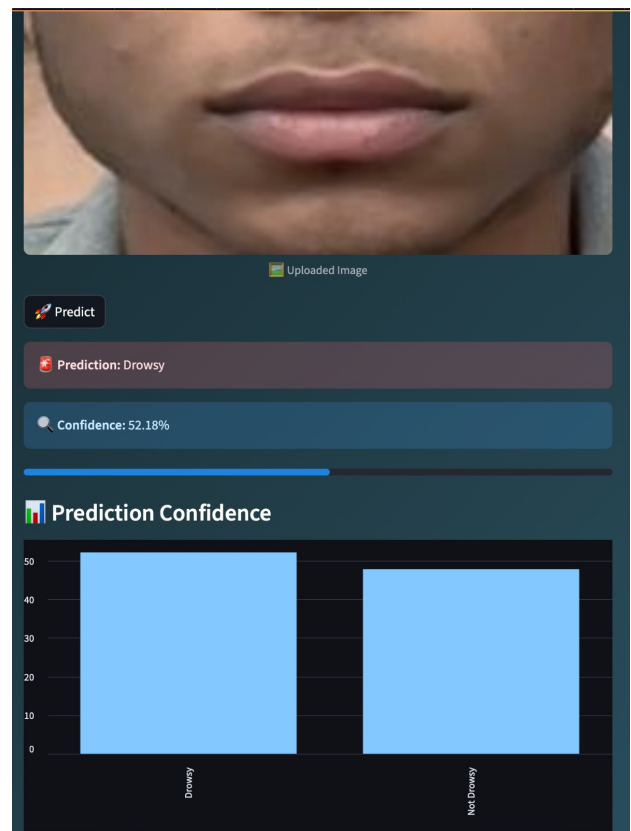 Uploaded Image
Predict
Prediction: Drowsy
Confidence: 52.18%
Prediction Confidence
50
40
30
20
10
0
Drowsy
Not Drowsy